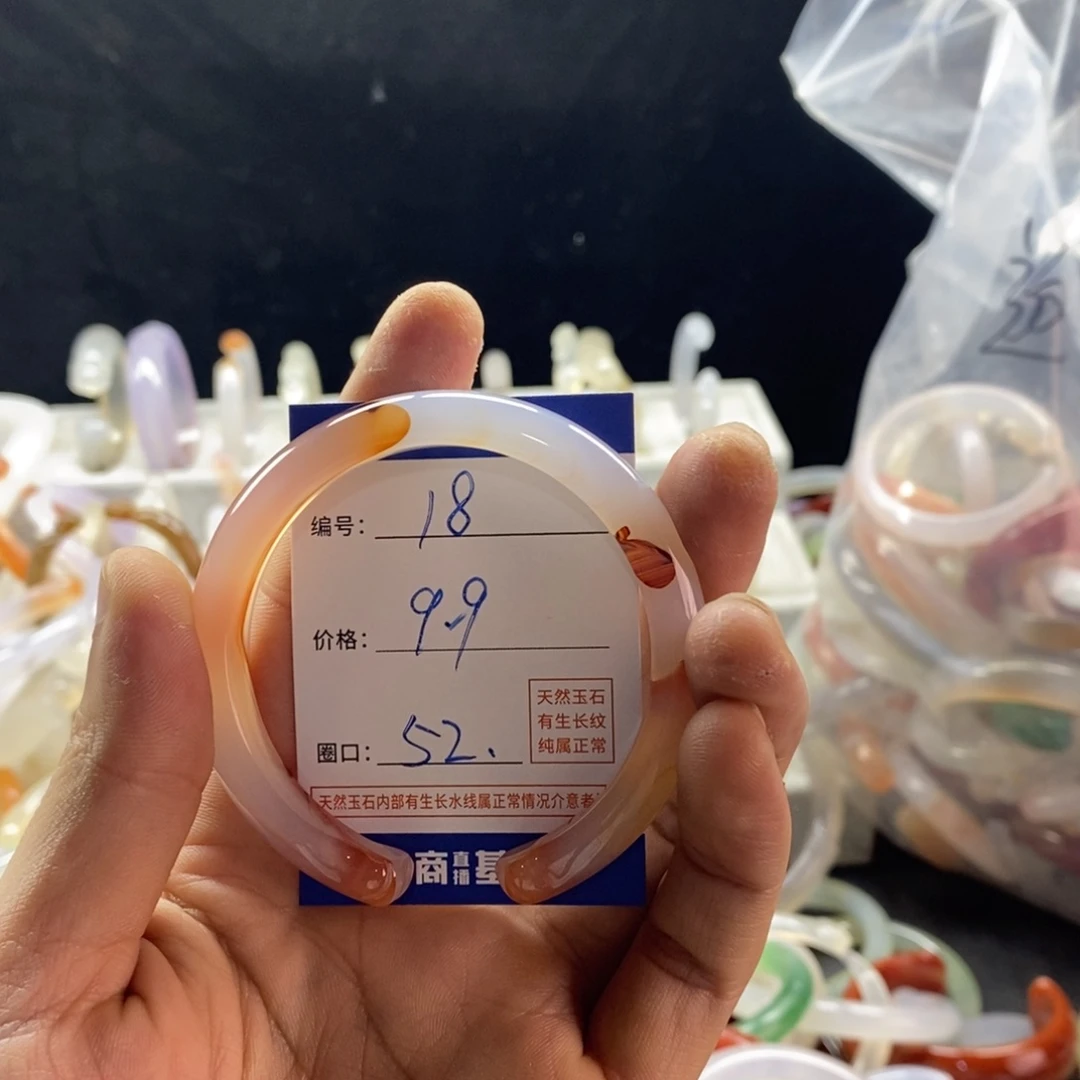 编号: 18
价格: 9.9
圈口: 52.
天然玉石
有生长纹
纯属正常
天然玉石内部有生长水线属正常情况介意者
商直播基